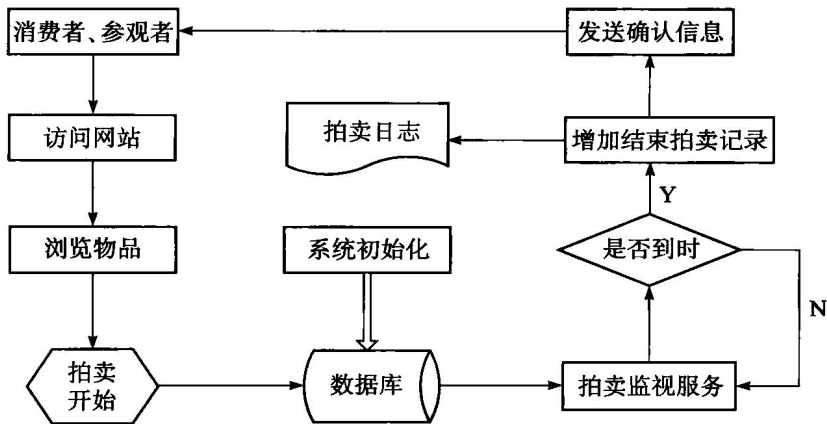 消费者、参观者
发送确认信息
访问网站
拍卖日志
增加结束拍卖记录
Y
浏览物品
系统初始化
是否到时
N
拍卖
开始
数据库
拍卖监视服务